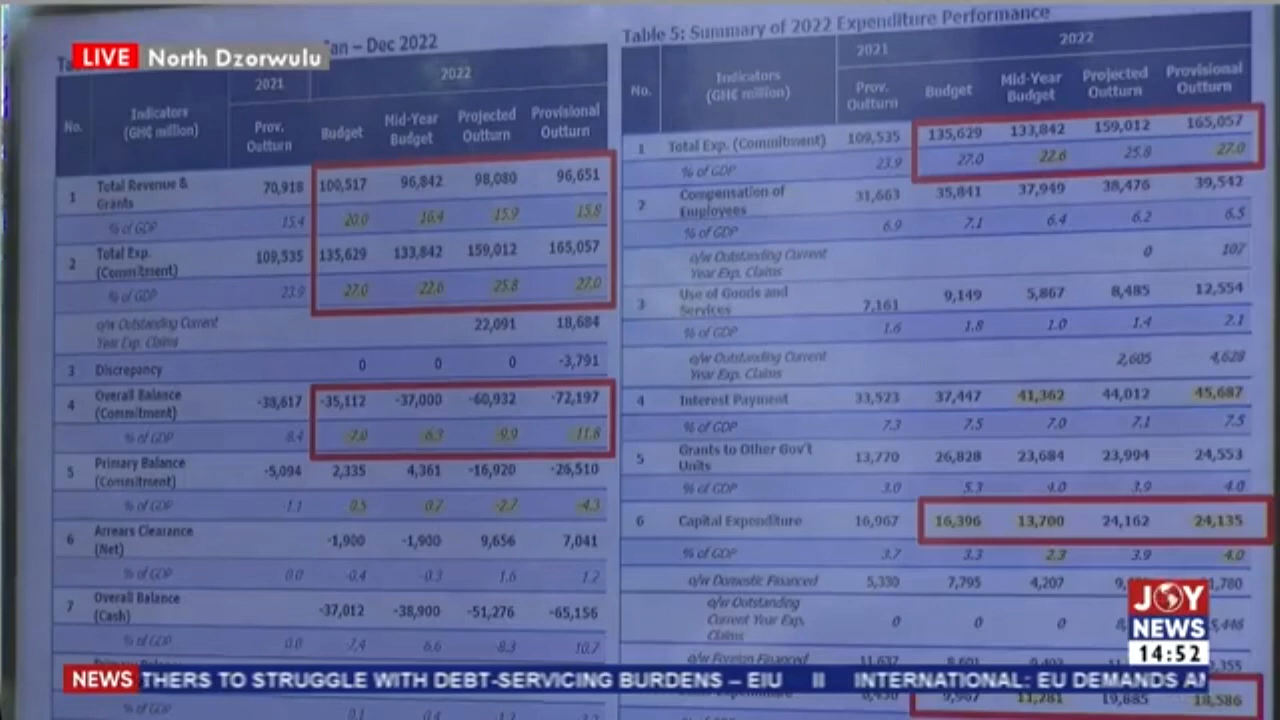 LIVE North Dzorwulu
Jan – Dec 2022
No. Indicators (GH¢ million) 2021 2022
Prov. Outturn Budget Mid-Year Budget Projected Outturn Provisional Outturn
1 Total Revenue & Grants 70,918 100,517 96,842 98,080 96,651
% of GDP 15.4 20.0 16.4 15.9 15.8
2 Total Exp. (Commitment) 109,535 135,629 133,842 159,012 165,057
% of GDP 23.9 27.0 22.6 25.8 27.0
o/w Outstanding Current Year Exp. Claims 22,091 18,684
3 Discrepancy 0 0 0 -3,791
4 Overall Balance (Commitment) -38,617 -35,112 -37,000 -60,932 -72,197
% of GDP 8.4 -7.0 6.3 -9.9 11.8
5 Primary Balance (Commitment) -5,094 2,335 4,361 -16,920 -26,510
% of GDP 1.1 0.5 0.7 -2.7 -4.3
6 Arrears Clearance (Net) -1,900 -1,900 9,656 7,041
% of GDP 0.0 -0.4 -0.3 1.6 1.2
7 Overall Balance (Cash) -37,012 -38,900 -51,276 -65,156
% of GDP 0.0 -7.4 6.6 -8.3 10.7
% of GDP 0.1 0.4
Table 5: Summary of 2022 Expenditure Performance
No. Indicators (GH¢ million) 2021 2022
Prov. Outturn Budget Mid-Year Budget Projected Outturn Provisional Outturn
1 Total Exp. (Commitment) 109,535 135,629 133,842 159,012 165,057
% of GDP 23.9 27.0 22.6 25.8 27.0
2 Compensation of Employees 31,663 35,841 37,949 38,476 39,542
% of GDP 6.9 7.1 6.4 6.2 6.5
o/w Outstanding Current Year Exp. Claims 0 107
3 Use of Goods and Services 7,161 9,149 5,867 8,485 12,554
% of GDP 1.6 1.8 1.0 1.4 2.1
o/w Outstanding Current Year Exp. Claims 2,605 4,628
4 Interest Payment 33,523 37,447 41,362 44,012 45,687
% of GDP 7.3 7.5 7.0 7.1 7.5
5 Grants to Other Gov't Units 13,770 26,828 23,684 23,994 24,553
% of GDP 3.0 5.3 4.0 3.9 4.0
6 Capital Expenditure 16,967 16,396 13,700 24,162 24,135
% of GDP 3.7 3.3 2.3 3.9 4.0
o/w Domestic Financed 5,330 7,795 4,207
o/w Outstanding Current Year Exp. Claims 0 0 0
o/w Foreign Financed 11,637
11,281 19,885 18,586
JOY NEWS
14:52
NEWS THERS TO STRUGGLE WITH DEBT-SERVICING BURDENS – EIU II INTERNATIONAL: EU DEMANDS AN